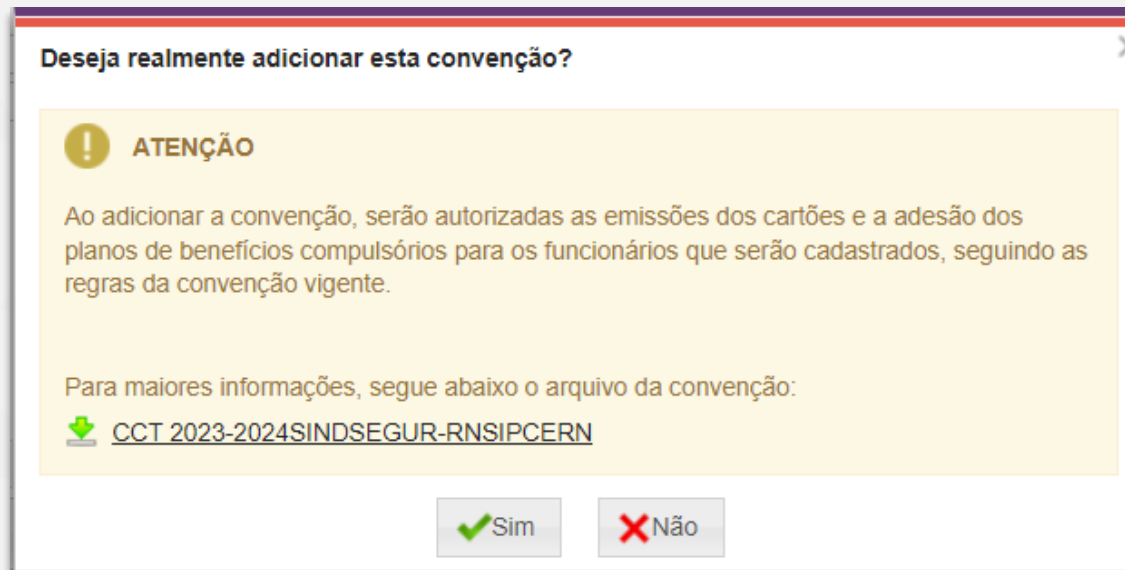 Deseja realmente adicionar esta convenção?
ATENÇÃO
Ao adicionar a convenção, serão autorizadas as emissões dos cartões e a adesão dos
planos de benefícios compulsórios para os funcionários que serão cadastrados, seguindo as
regras da convenção vigente.
Para maiores informações, segue abaixo o arquivo da convenção:
CCT 2023-2024SINDSEGUR-RNSIPCERN
Sim
Não